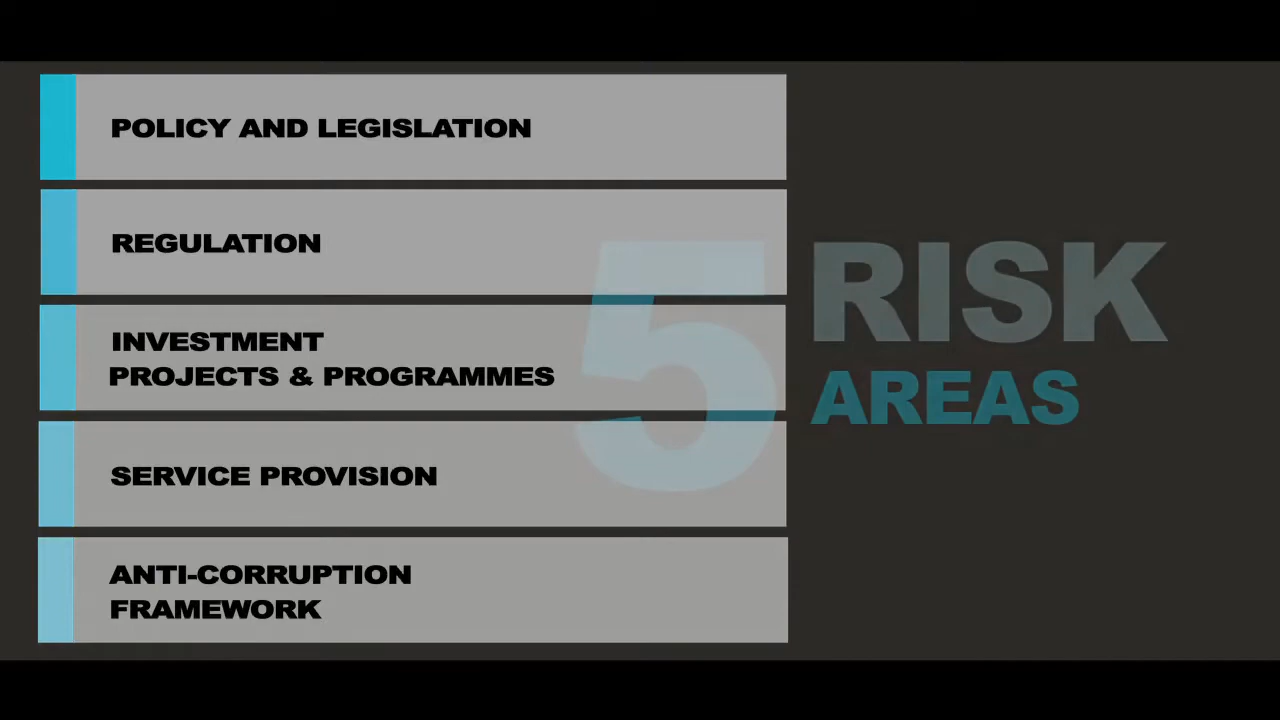 POLICY AND LEGISLATION
REGULATION
INVESTMENT
PROJECTS & PROGRAMMES
SERVICE PROVISION
ANTI-CORRUPTION
FRAMEWORK
5 RISK
AREAS